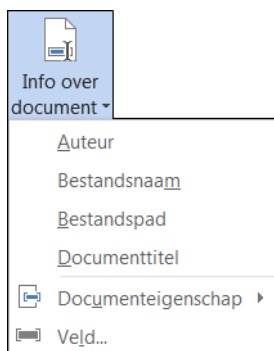 Info over
document
Auteur
Bestandsnaam
Bestandspad
Documenttitel
Documenteigenschap
Veld...